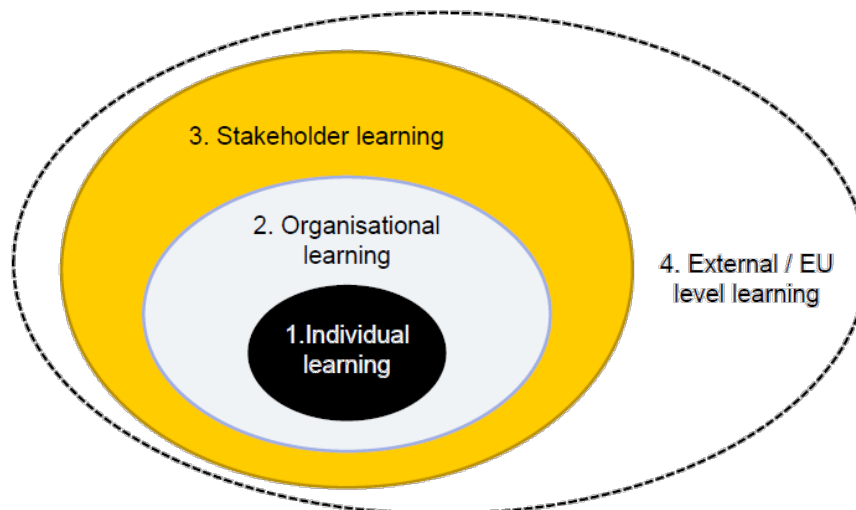 3. Stakeholder learning
2. Organisational
learning
4. External / EU
level learning
1.Individual
learning